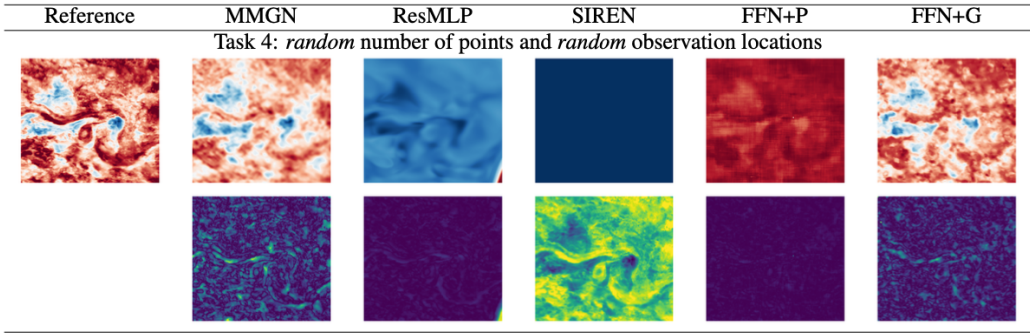 Reference MMGN ResMLP SIREN FFN+P FFN+G
Task 4: random number of points and random observation locations